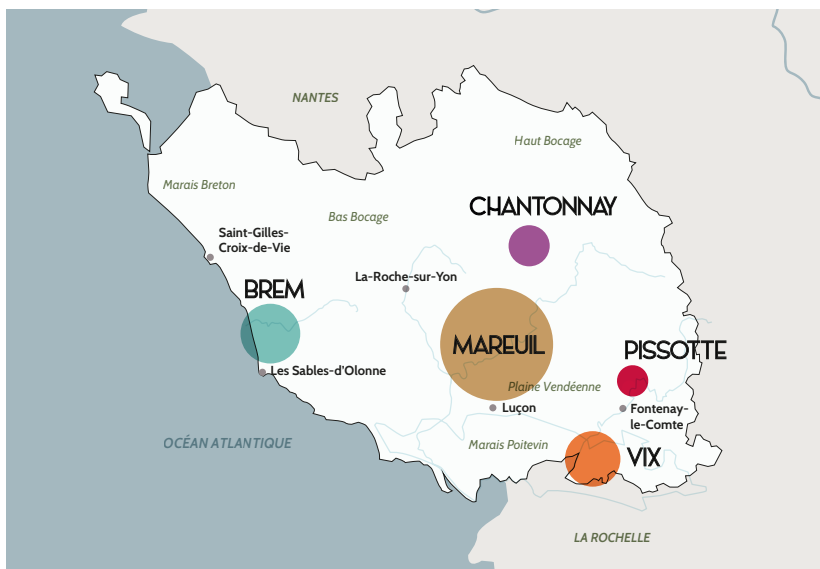 NANTES
Haut Bocage
Marais Breton
CHANTONNAY
Bas Bocage
Saint-Gilles-
Croix-de-Vie
La-Roche-sur-Yon
BREM
MAREUIL
PISSOTTE
Les Sables-d'Olonne
Plaine Vendéenne
Luçon
Fontenay-
le-Comte
OCÉAN ATLANTIQUE
Marais Poitevin
VIX
LA ROCHELLE